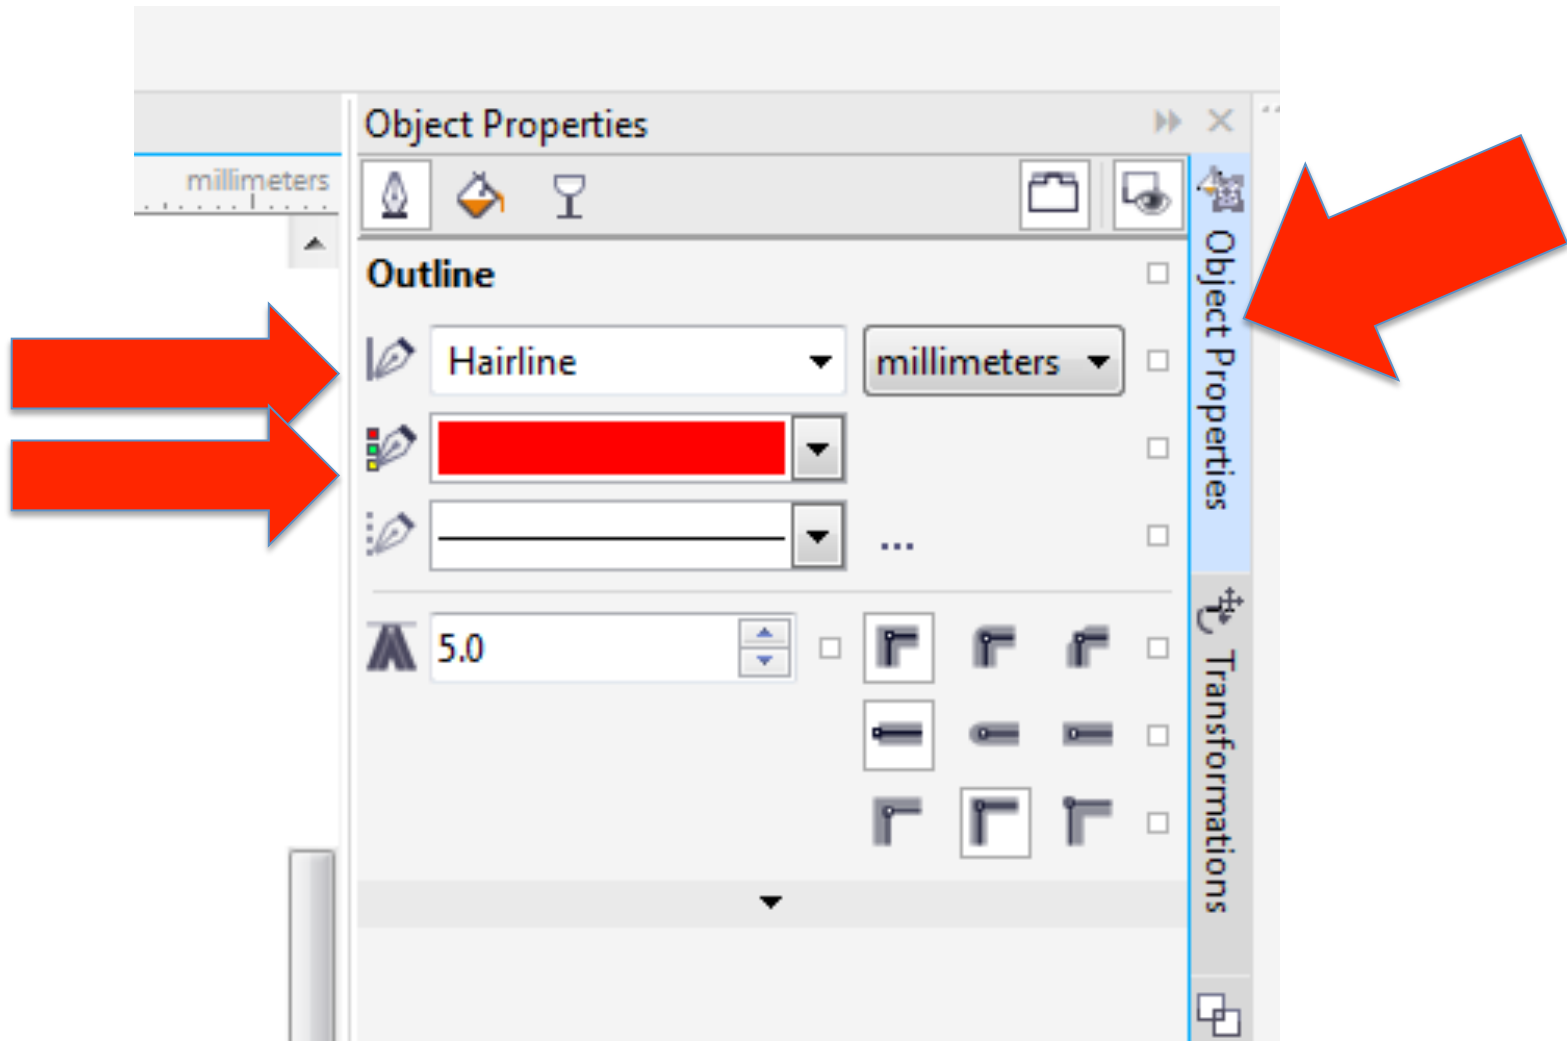 Object Properties
millimeters
Outline
Hairline
millimeters
...
5.0
Object Properties
Transformations